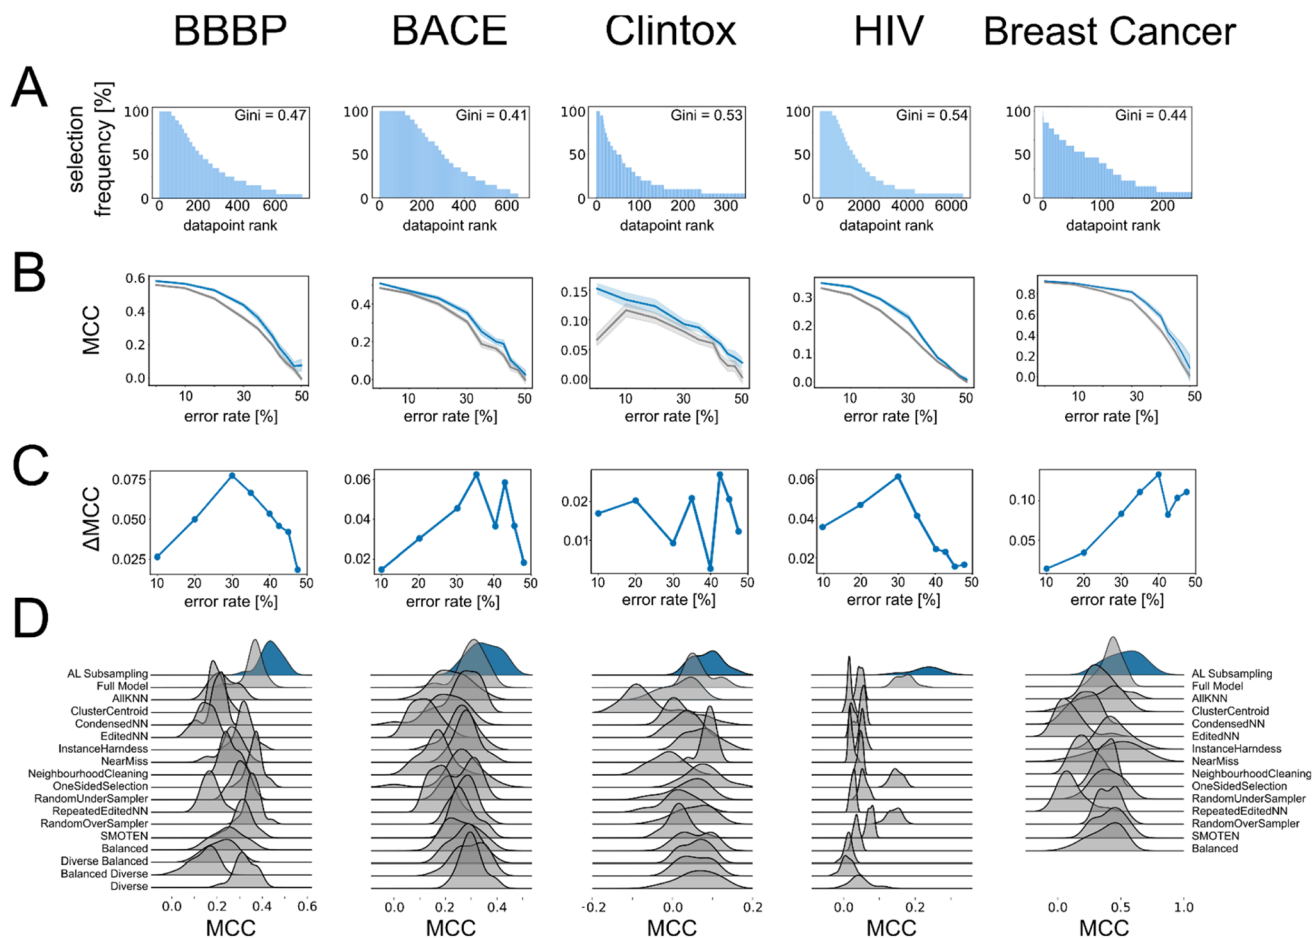 BBBP BACE Clintox HIV Breast Cancer
A
selection frequency [%]
100 50 0 Gini = 0.47 0 200 400 600 datapoint rank
100 50 0 Gini = 0.41 0 200 400 600 datapoint rank
100 50 0 Gini = 0.53 0 100 200 300 datapoint rank
100 50 0 Gini = 0.54 0 2000 4000 6000 datapoint rank
100 50 0 Gini = 0.44 0 100 200 datapoint rank
B
MCC
0.6 0.4 0.2 0.0 10 30 50 error rate [%]
0.4 0.2 0.0 10 30 50 error rate [%]
0.15 0.10 0.05 0.00 10 30 50 error rate [%]
0.3 0.2 0.1 0.0 10 30 50 error rate [%]
0.8 0.6 0.4 0.2 0.0 10 30 50 error rate [%]
C
ΔMCC
0.075 0.050 0.025 10 20 30 40 50 error rate [%]
0.06 0.04 0.02 10 20 30 40 50 error rate [%]
0.02 0.01 10 20 30 40 50 error rate [%]
0.06 0.04 0.02 10 20 30 40 50 error rate [%]
0.10 0.05 10 20 30 40 50 error rate [%]
D
AL Subsampling
Full Model
AllKNN
ClusterCentroid
CondensedNN
EditedNN
InstanceHarndess
NearMiss
NeighbourhoodCleaning
OneSidedSelection
RandomUnderSampler
RepeatedEditedNN
RandomOverSampler
SMOTEN
Balanced
Diverse Balanced
Balanced Diverse
Diverse
AL Subsampling
Full Model
AllKNN
ClusterCentroid
CondensedNN
EditedNN
InstanceHarndess
NearMiss
NeighbourhoodCleaning
OneSidedSelection
RandomUnderSampler
RepeatedEditedNN
RandomOverSampler
SMOTEN
Balanced
0.0 0.2 0.4 0.6 MCC
0.0 0.2 0.4 MCC
-0.2 0.0 0.2 MCC
0.0 0.2 MCC
0.0 0.5 1.0 MCC